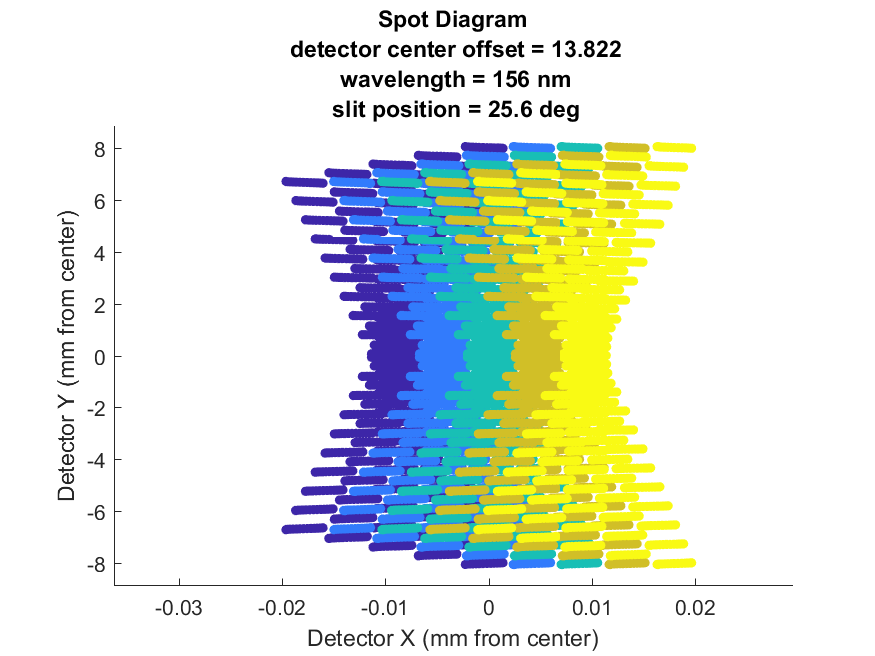 Spot Diagram
detector center offset = 13.822
wavelength = 156 nm
slit position = 25.6 deg
8
6
4
2
0
-2
-4
-6
-8
Detector Y (mm from center)
-0.03
-0.02
-0.01
0
0.01
0.02
Detector X (mm from center)